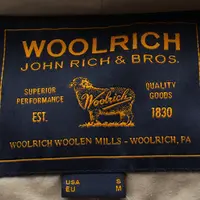 WOOLRICH
JOHN RICH & BROS.
SUPERIOR PERFORMANCE
QUALITY GOODS
Woolrich
EST.
1830
WOOLRICH WOOLEN MILLS - WOOLRICH, PA
USA S
EU M